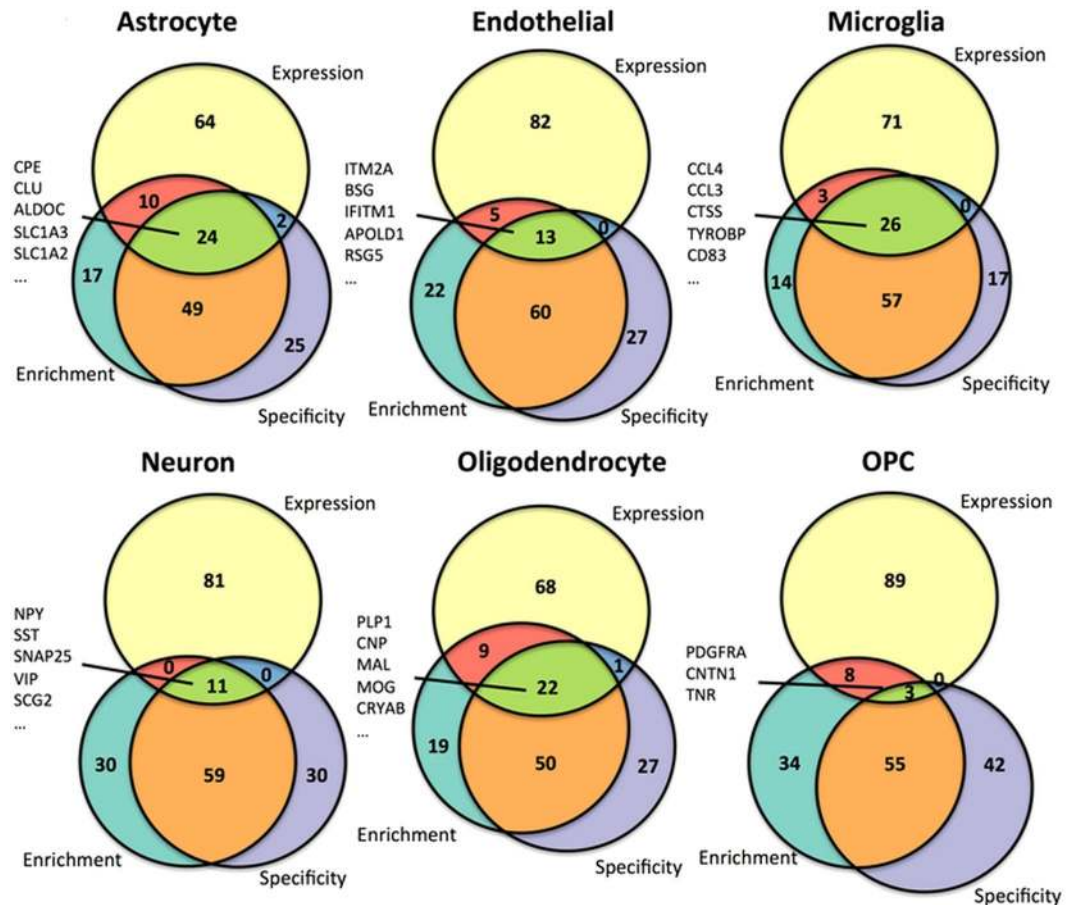 Astrocyte
Expression
64
CPE
CLU
ALDOC
SLC1A3
SLC1A2
...
10
2
24
17
49
25
Enrichment
Specificity
Endothelial
Expression
82
ITM2A
BSG
IFITM1
APOLD1
RSG5
...
5
0
13
22
60
27
Enrichment
Specificity
Microglia
Expression
71
CCL4
CCL3
CTSS
TYROBP
CD83
...
3
0
26
14
57
17
Enrichment
Specificity
Neuron
Expression
81
NPY
SST
SNAP25
VIP
SCG2
...
0
0
11
30
59
30
Enrichment
Specificity
Oligodendrocyte
Expression
68
PLP1
CNP
MAL
MOG
CRYAB
...
9
1
22
19
50
27
Enrichment
Specificity
OPC
Expression
89
PDGFRA
CNTN1
TNR
8
0
3
34
55
42
Enrichment
Specificity